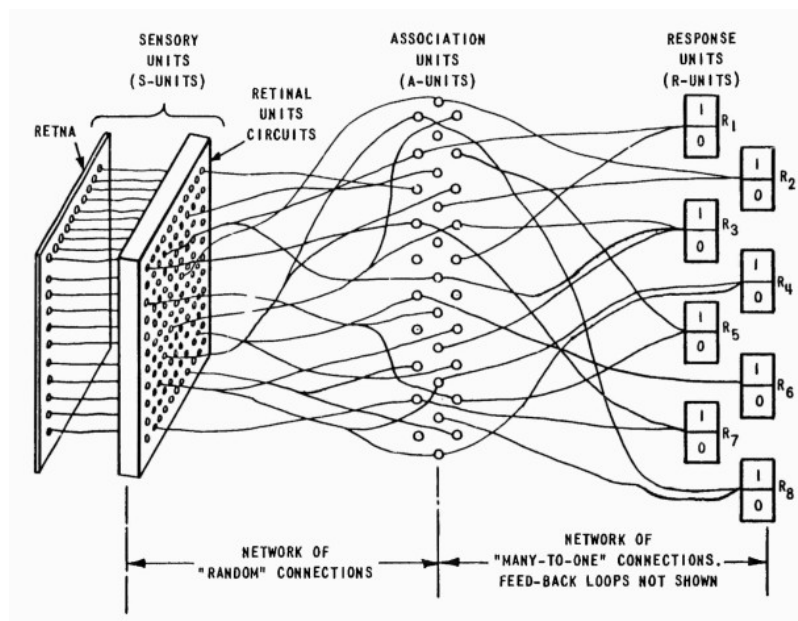 SENSORY
UNITS
(S-UNITS)
ASSOCIATION
UNITS
(A-UNITS)
RESPONSE
UNITS
(R-UNITS)
RETINAL
UNITS
CIRCUITS
RETNA
1
0
R1
1
0
R2
1
0
R3
1
0
R4
1
0
R5
1
0
R6
1
0
R7
1
0
R8
NETWORK OF
"RANDOM" CONNECTIONS
NETWORK OF
"MANY-TO-ONE" CONNECTIONS.
FEED-BACK LOOPS NOT SHOWN